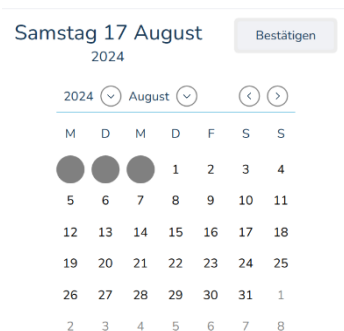 Samstag 17 August
2024
Bestätigen
2024 August
M D M D F S S
1 2 3 4
5 6 7 8 9 10 11
12 13 14 15 16 17 18
19 20 21 22 23 24 25
26 27 28 29 30 31 1
2 3 4 5 6 7 8